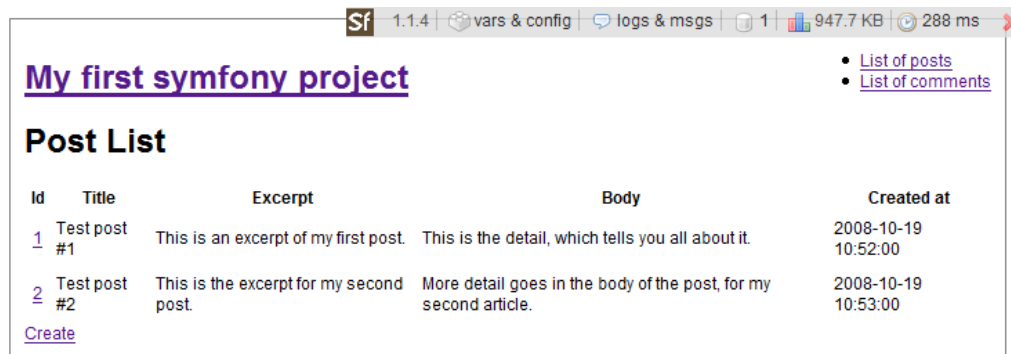 Sf 1.1.4 vars & config logs & msgs 1 947.7 KB 288 ms
My first symfony project
List of posts
List of comments
Post List
Id Title Excerpt Body Created at
1 Test post #1 This is an excerpt of my first post. This is the detail, which tells you all about it. 2008-10-19 10:52:00
2 Test post #2 This is the excerpt for my second post. More detail goes in the body of the post, for my second article. 2008-10-19 10:53:00
Create